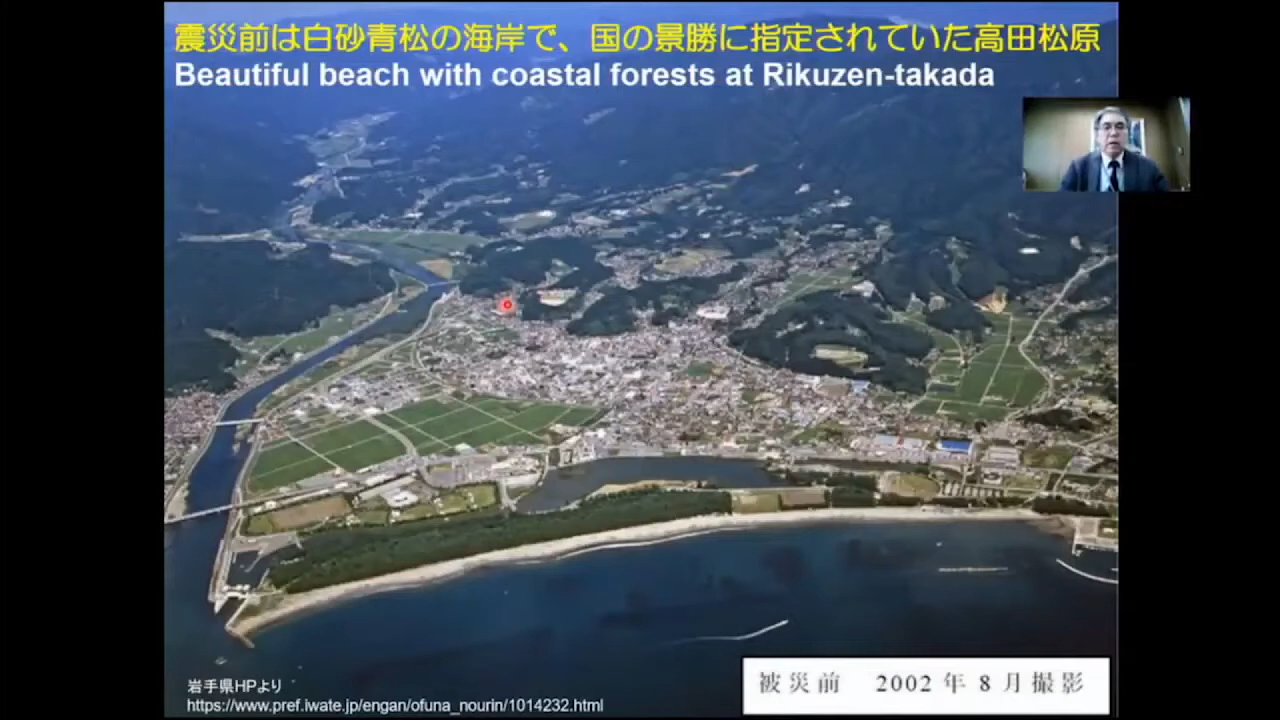 震災前は白砂青松の海岸で、国の景勝に指定されていた高田松原
Beautiful beach with coastal forests at Rikuzen-takada
岩手県HPより
https://www.pref.iwate.jp/engan/ofuna_nourin/1014232.html
被災前 2002年8月撮影